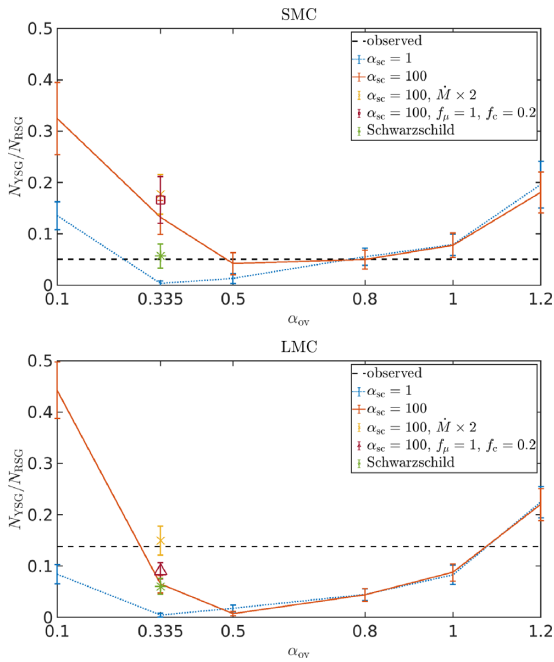 SMC
0.5
0.4
0.3
0.2
0.1
0
N_YSG/N_RSG
observed
α_sc = 1
α_sc = 100
α_sc = 100, Ṁ × 2
α_sc = 100, f_μ = 1, f_c = 0.2
Schwarzschild
0.1 0.335 0.5 0.8 1 1.2
α_ov
LMC
0.5
0.4
0.3
0.2
0.1
0
N_YSG/N_RSG
observed
α_sc = 1
α_sc = 100
α_sc = 100, Ṁ × 2
α_sc = 100, f_μ = 1, f_c = 0.2
Schwarzschild
0.1 0.335 0.5 0.8 1 1.2
α_ov